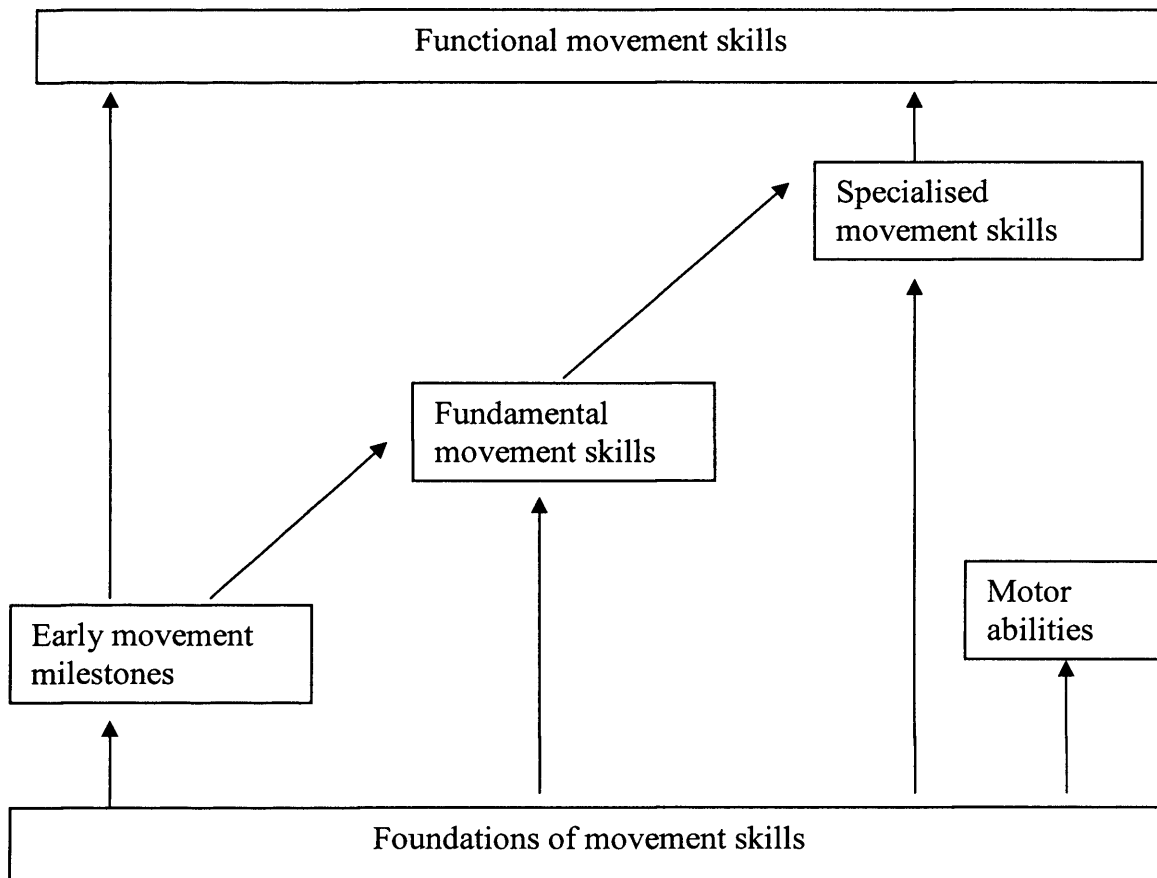 Functional movement skills
Specialised
movement skills
Fundamental
movement skills
Motor
abilities
Early movement
milestones
Foundations of movement skills